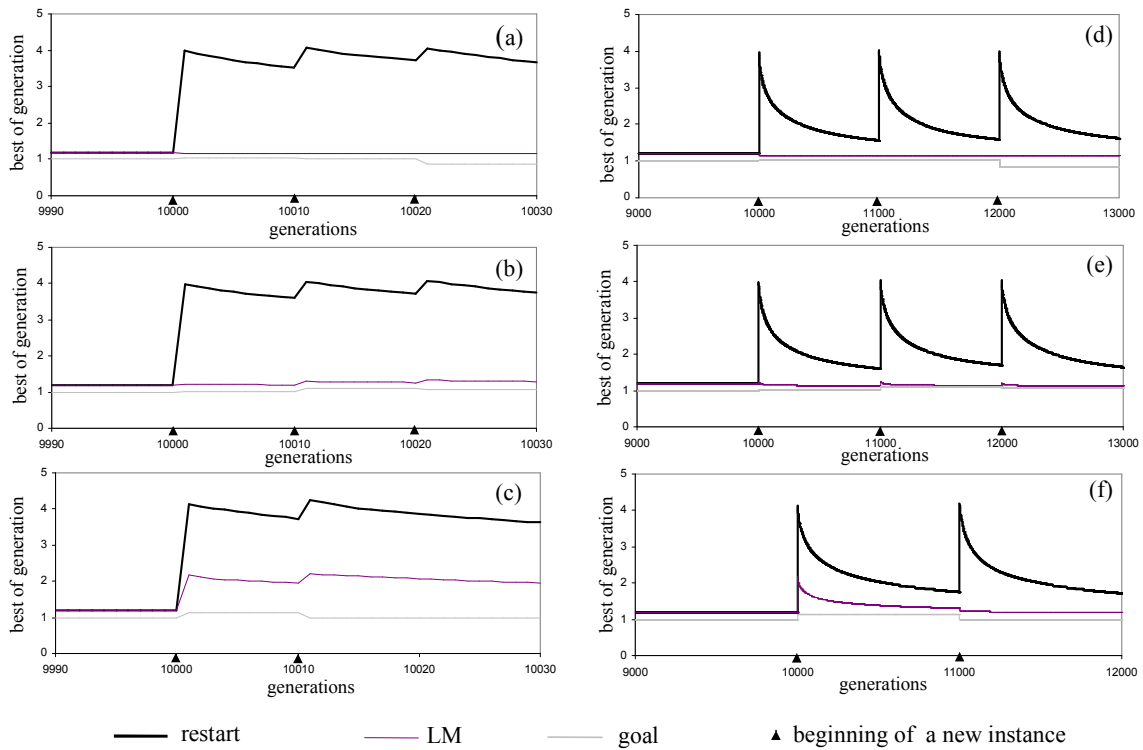 best of generation
5
4
3
2
1
0
(a)
9990 10000 10010 10020 10030
generations
best of generation
5
4
3
2
1
0
(d)
9000 10000 11000 12000 13000
generations
best of generation
5
4
3
2
1
0
(b)
9990 10000 10010 10020 10030
generations
best of generation
5
4
3
2
1
0
(e)
9000 10000 11000 12000 13000
generations
best of generation
5
4
3
2
1
0
(c)
9990 10000 10010 10020 10030
generations
best of generation
5
4
3
2
1
0
(f)
9000 10000 11000 12000
generations
restart LM goal beginning of a new instance